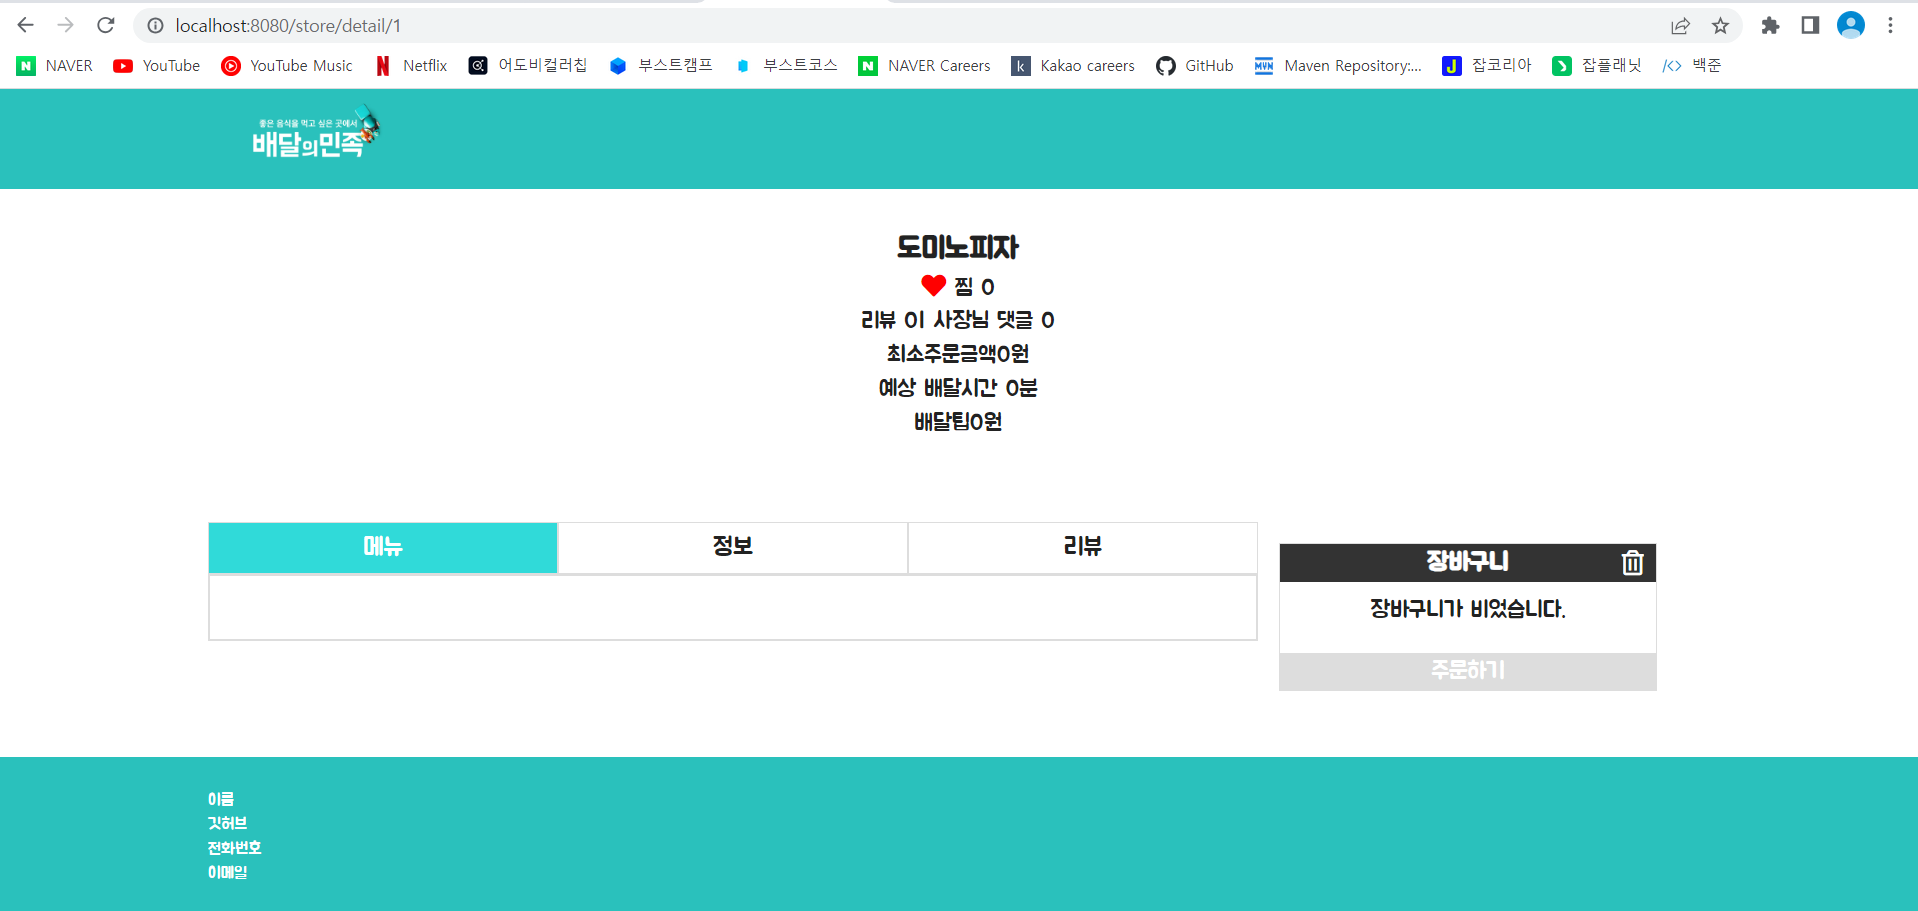 localhost:8080/store/detail/1
NAVER YouTube YouTube Music Netflix 어도비컬러칩 부스트캠프 부스트코스 NAVER Careers Kakao careers GitHub Maven Repository:... 잡코리아 잡플래닛 백준
좋은 음식을 먹고 싶은 곳에서
배달의민족
도미노피자
찜 0
리뷰 0| 사장님 댓글 0
최소주문금액0원
예상 배달시간 0분
배달팁0원
메뉴 정보 리뷰
장바구니
장바구니가 비었습니다.
주문하기
이름
깃허브
전화번호
이메일